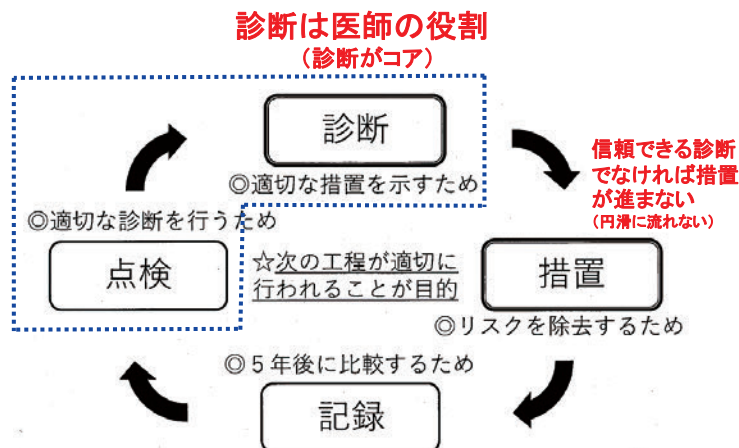 診断は医師の役割
（診断がコア）
診断
◎適切な措置を示すため
信頼できる診断
でなければ措置
が進まない
（円滑に流れない）
◎適切な診断を行うため
点検
☆次の工程が適切に
行われることが目的
措置
◎リスクを除去するため
◎５年後に比較するため
記録